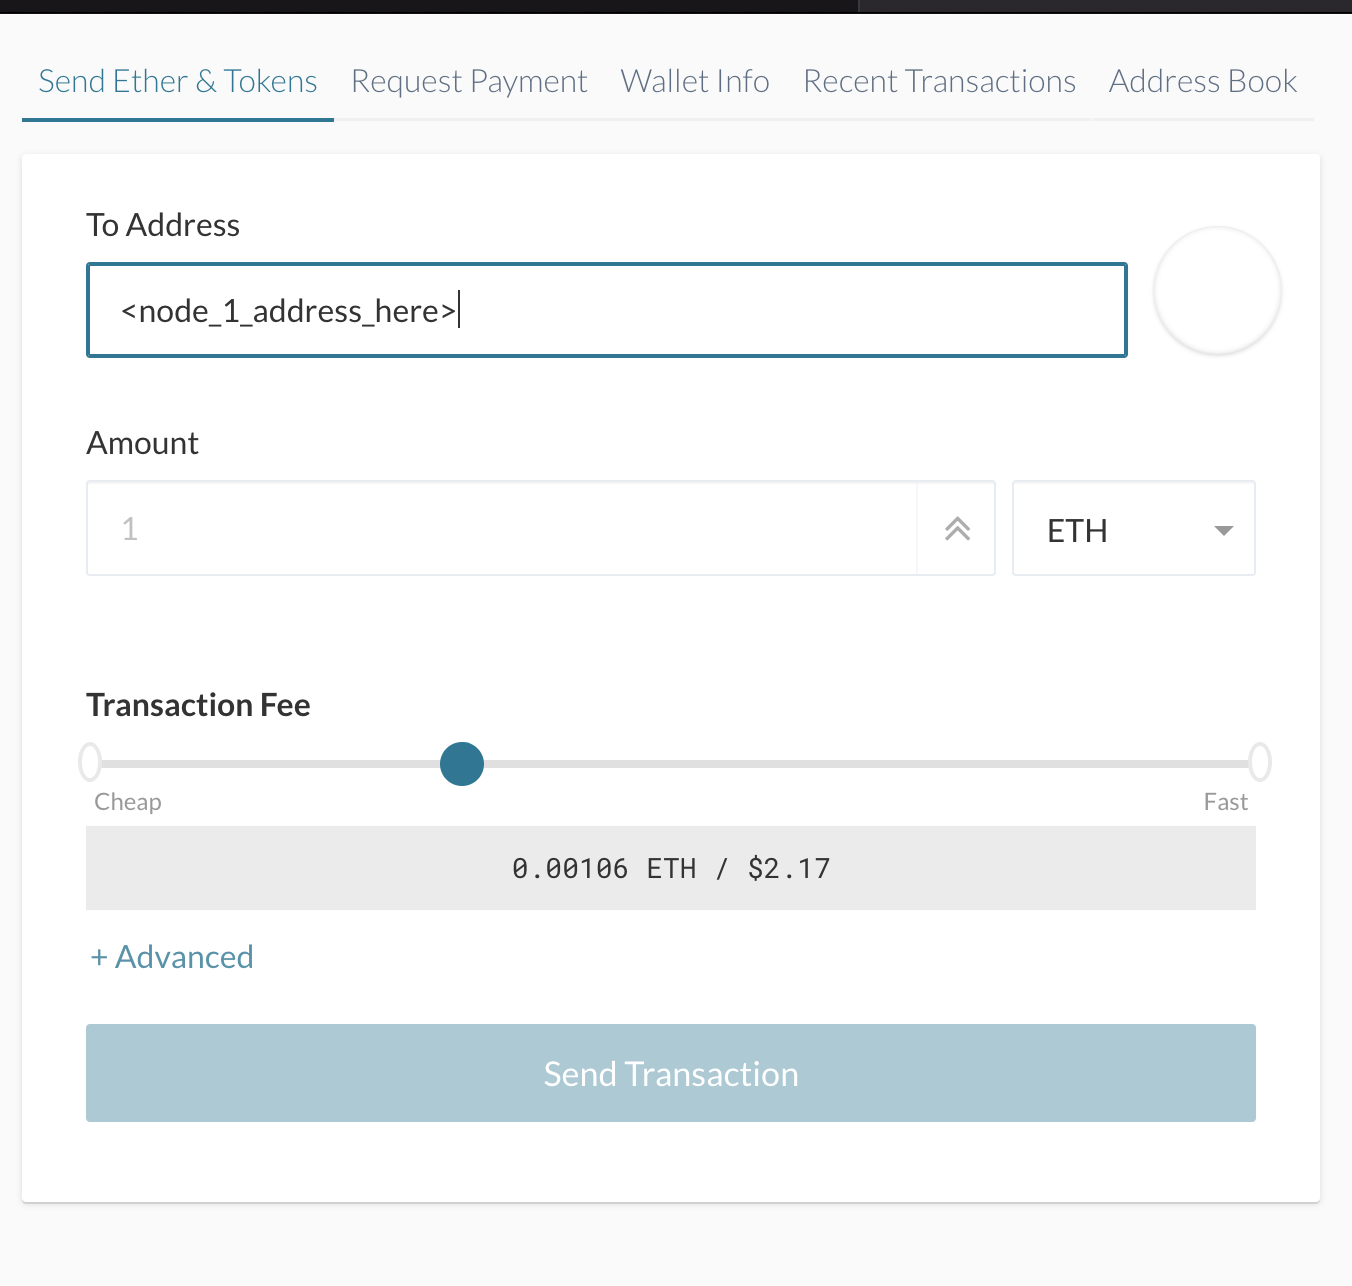 Send Ether & Tokens Request Payment Wallet Info Recent Transactions Address Book
To Address
<node_1_address_here>
Amount
1 ETH
Transaction Fee
Cheap Fast
0.00106 ETH / $2.17
+ Advanced
Send Transaction